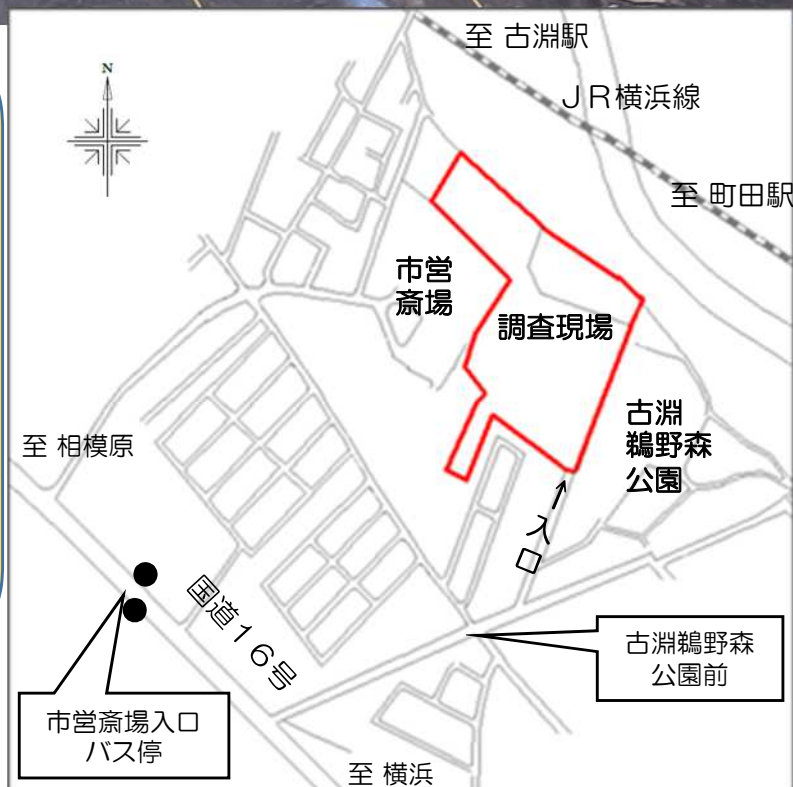 至 古淵駅
N
JR横浜線
至 町田駅
市営
斎場
調査現場
古淵
鵜野森
公園
至 相模原
↑入口
国道16号
古淵鵜野森
公園前
市営斎場入口
バス停
至 横浜